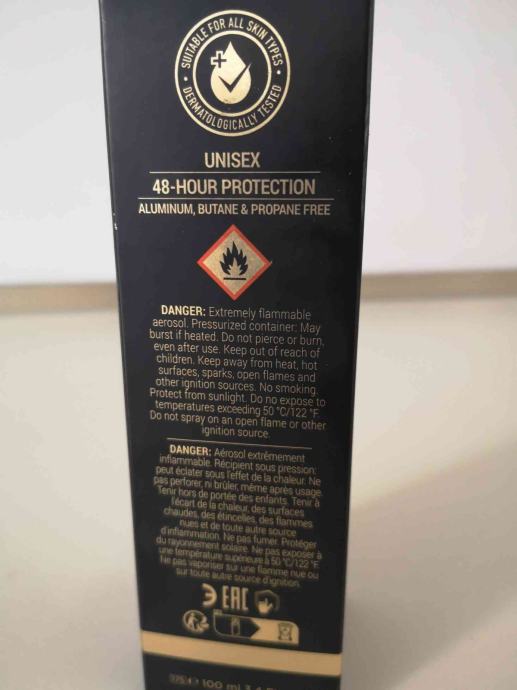 SUITABLE FOR ALL SKIN TYPES
DERMATOLOGICALLY TESTED
UNISEX
48-HOUR PROTECTION
ALUMINUM, BUTANE & PROPANE FREE
DANGER: Extremely flammable
aerosol. Pressurized container: May
burst if heated. Do not pierce or burn,
even after use. Keep out of reach of
children. Keep away from heat, hot
surfaces, sparks, open flames and
other ignition sources. No smoking.
Protect from sunlight. Do no expose to
temperatures exceeding 50 °C/122 °F.
Do not spray on an open flame or other
ignition source.
DANGER: Aérosol extrêmement
inflammable. Récipient sous pression:
peut éclater sous l'effet de la chaleur. Ne
pas perforer, ni brûler, même après usage.
Tenir hors de portée des enfants. Tenir à
l'écart de la chaleur, des surfaces
chaudes, des étincelles, des flammes
nues et de toute autre source
d'inflammation. Ne pas fumer. Protéger
du rayonnement solaire. Ne pas exposer à
une température supérieure à 50 °C/122 °F.
Ne pas vaporiser sur une flamme nue ou
sur toute autre source d'ignition.
Э EAC
100 ml 3.4